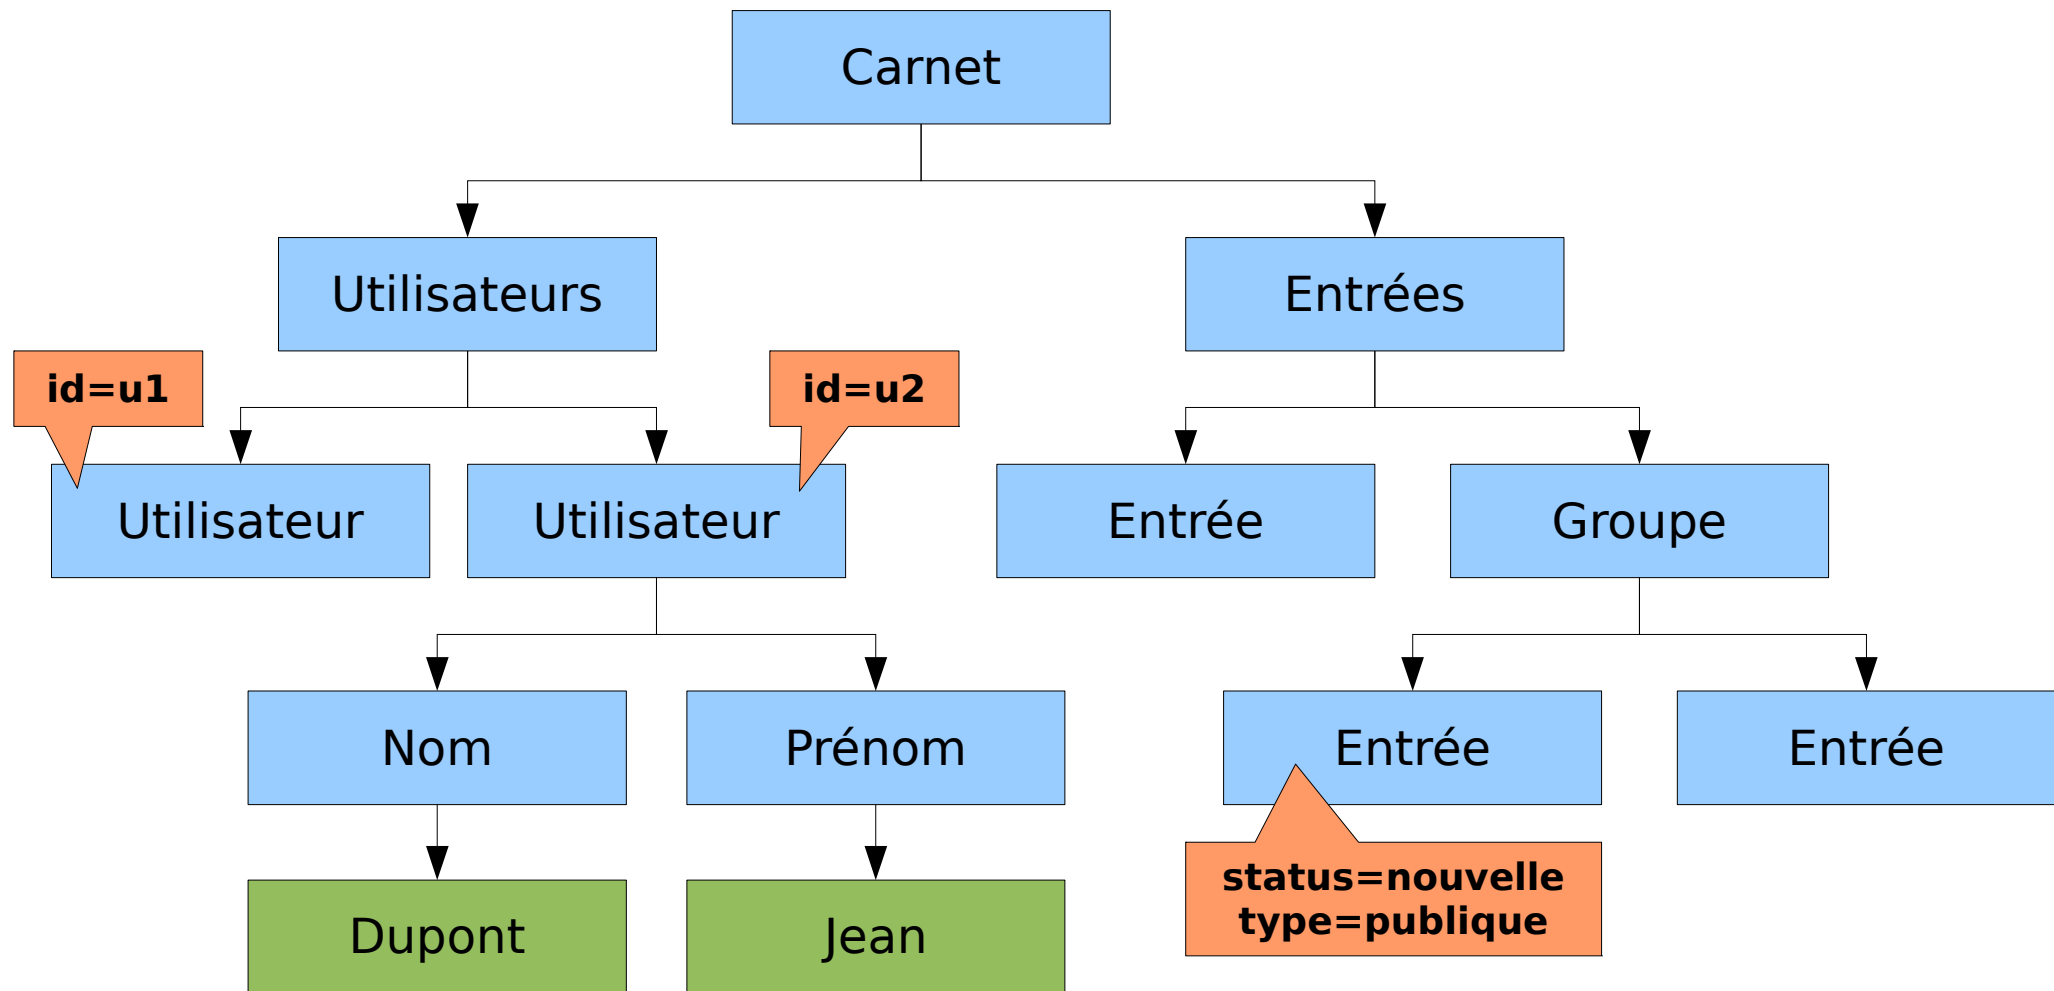 Carnet
Utilisateurs
Entrées
id=u1
id=u2
Utilisateur
Utilisateur
Entrée
Groupe
Nom
Prénom
Entrée
Entrée
Dupont
Jean
status=nouvelle
type=publique